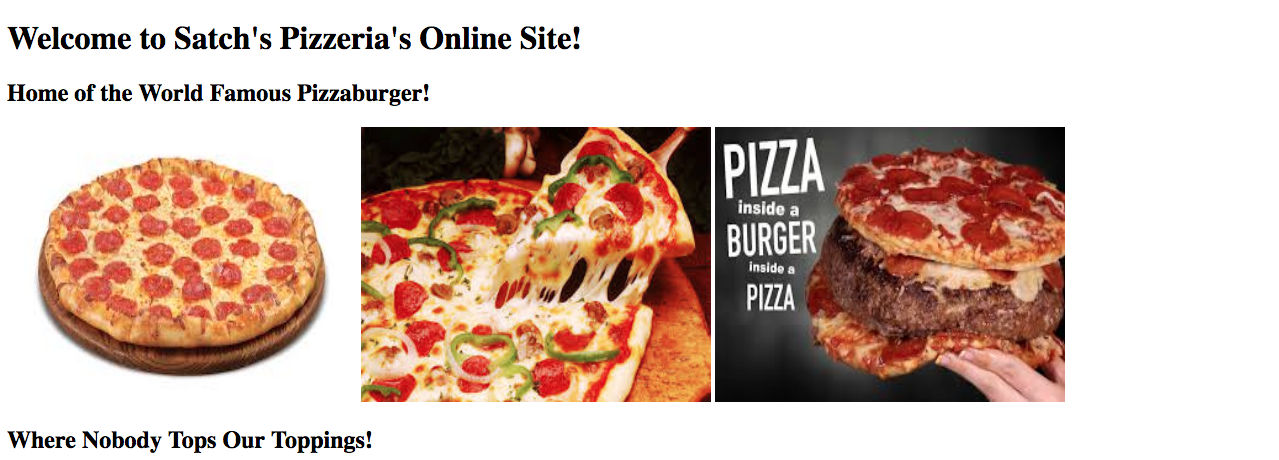 Welcome to Satch's Pizzeria's Online Site!
Home of the World Famous Pizzaburger!
PIZZA
inside a
BURGER
inside a
PIZZA
Where Nobody Tops Our Toppings!